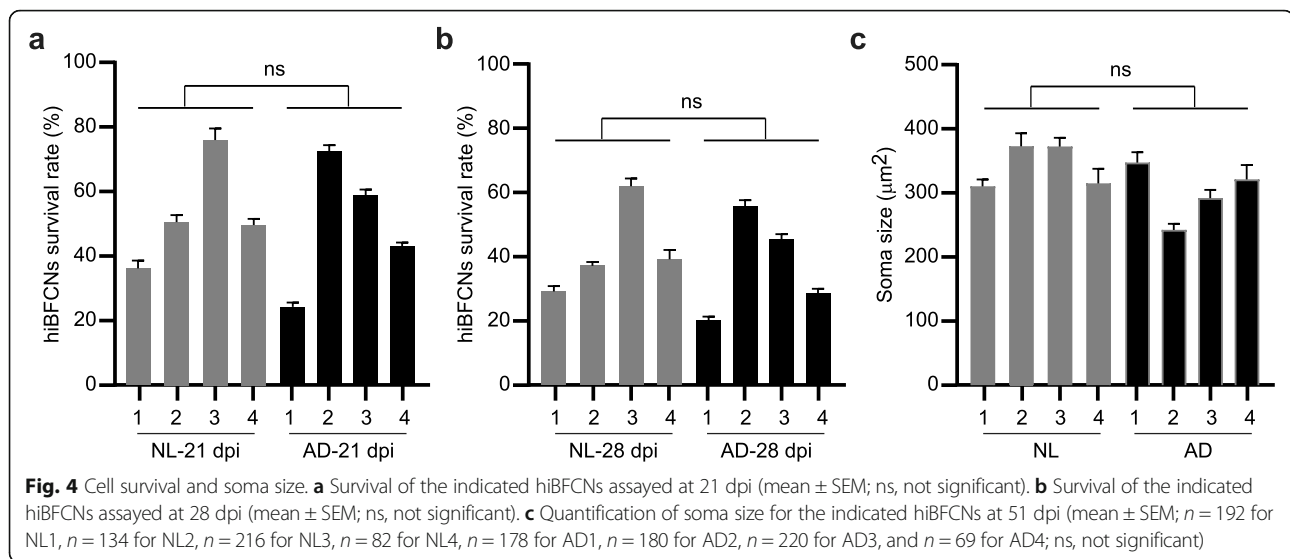 a
b
c
100
80
60
40
20
0
hiBFCNs survival rate (%)
ns
1 2 3 4 1 2 3 4
NL-21 dpi AD-21 dpi
100
80
60
40
20
0
hiBFCNs survival rate (%)
ns
1 2 3 4 1 2 3 4
NL-28 dpi AD-28 dpi
500
400
300
200
100
0
Soma size (μm²)
ns
1 2 3 4 1 2 3 4
NL AD
Fig. 4 Cell survival and soma size. a Survival of the indicated hiBFCNs assayed at 21 dpi (mean ± SEM; ns, not significant). b Survival of the indicated
hiBFCNs assayed at 28 dpi (mean ± SEM; ns, not significant). c Quantification of soma size for the indicated hiBFCNs at 51 dpi (mean ± SEM; n = 192 for
NL1, n = 134 for NL2, n = 216 for NL3, n = 82 for NL4, n = 178 for AD1, n = 180 for AD2, n = 220 for AD3, and n = 69 for AD4; ns, not significant)